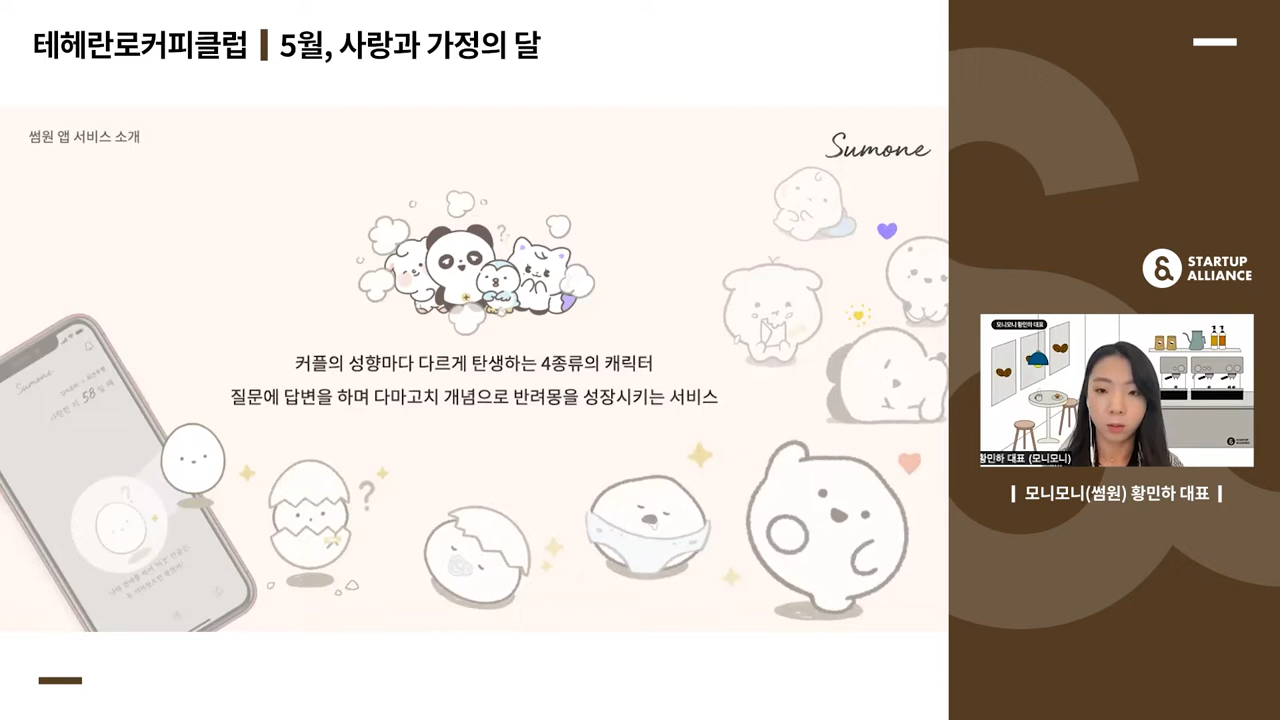 테헤란로커피클럽 | 5월, 사랑과 가정의 달
썸원 앱 서비스 소개
Sumone
커플의 성향마다 다르게 탄생하는 4종류의 캐릭터
질문에 답변을 하며 다마고치 개념으로 반려몽을 성장시키는 서비스
Sumone
58
STARTUP
ALLIANCE
모니모니 황민하 대표
황민하 대표 (모니모니)
| 모니모니(썸원) 황민하 대표 |